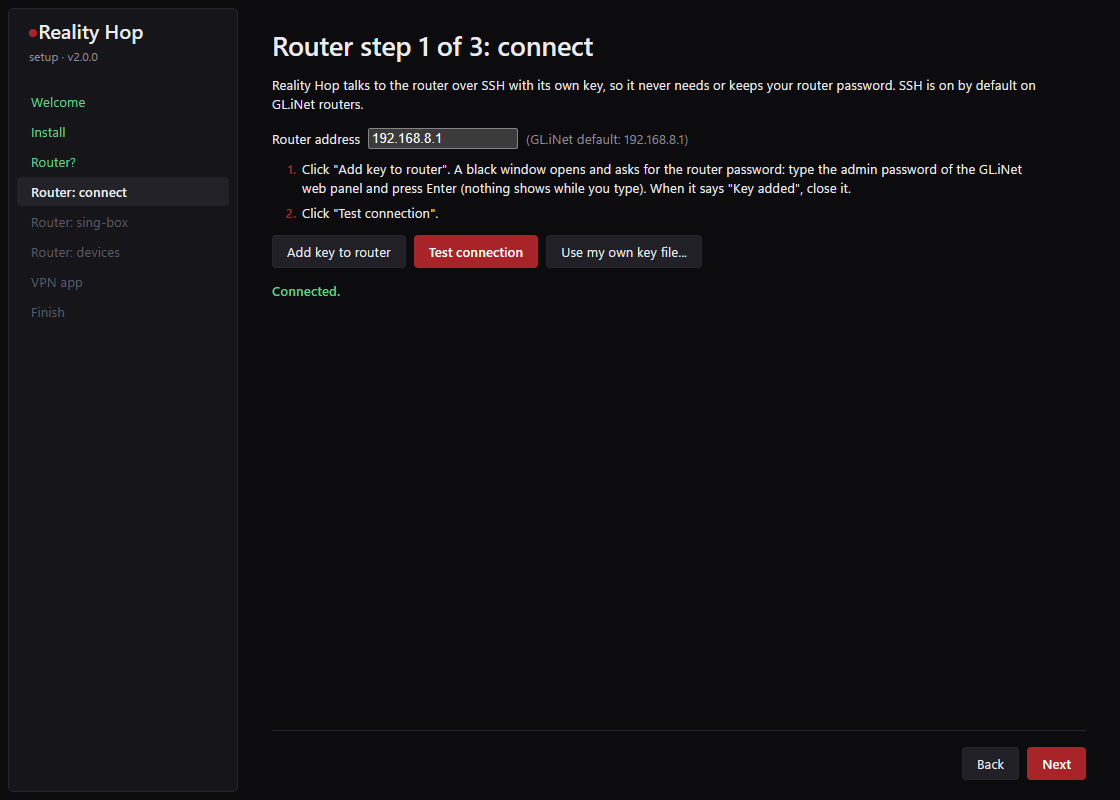 Reality Hop
setup · v2.0.0
Welcome
Install
Router?
Router: connect
Router: sing-box
Router: devices
VPN app
Finish
Router step 1 of 3: connect
Reality Hop talks to the router over SSH with its own key, so it never needs or keeps your router password. SSH is on by default on
GL.iNet routers.
Router address 192.168.8.1 (GL.iNet default: 192.168.8.1)
1. Click "Add key to router". A black window opens and asks for the router password: type the admin password of the GL.iNet
web panel and press Enter (nothing shows while you type). When it says "Key added", close it.
2. Click "Test connection".
Add key to router Test connection Use my own key file...
Connected.
Back Next